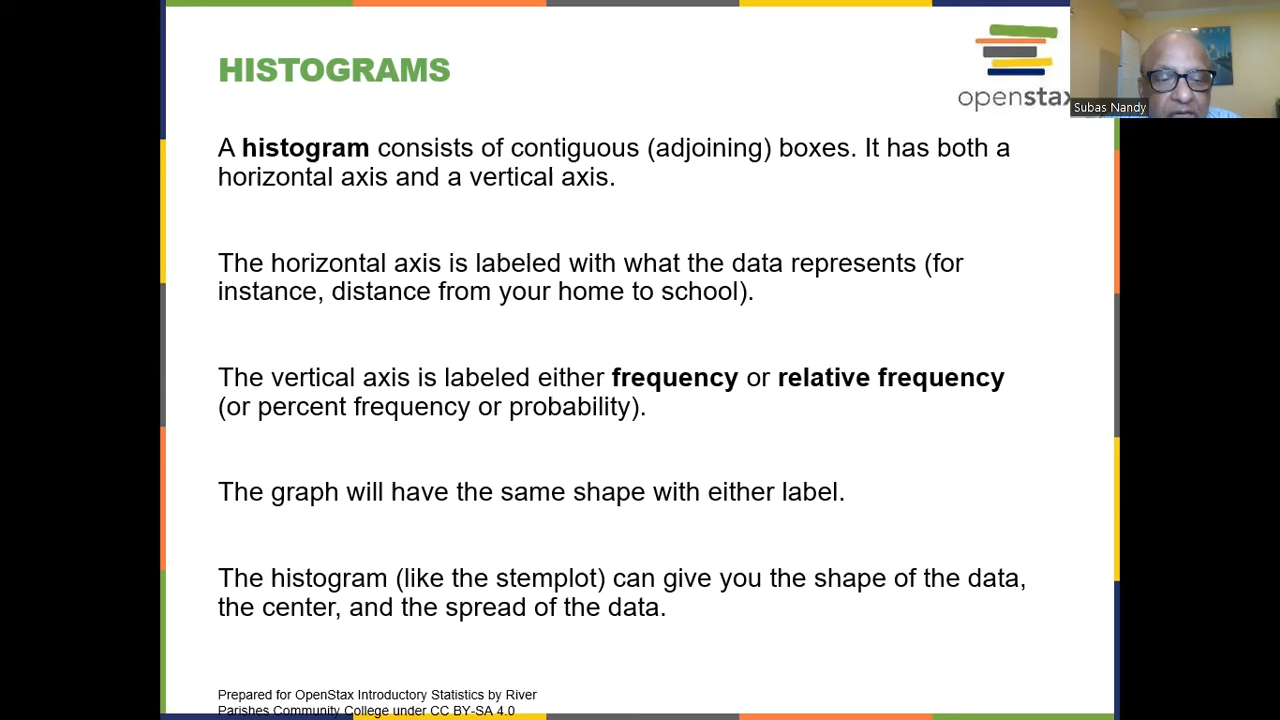 HISTOGRAMS
openstax
Subas Nandy
A histogram consists of contiguous (adjoining) boxes. It has both a
horizontal axis and a vertical axis.
The horizontal axis is labeled with what the data represents (for
instance, distance from your home to school).
The vertical axis is labeled either frequency or relative frequency
(or percent frequency or probability).
The graph will have the same shape with either label.
The histogram (like the stemplot) can give you the shape of the data,
the center, and the spread of the data.
Prepared for OpenStax Introductory Statistics by River
Parishes Community College under CC BY-SA 4.0